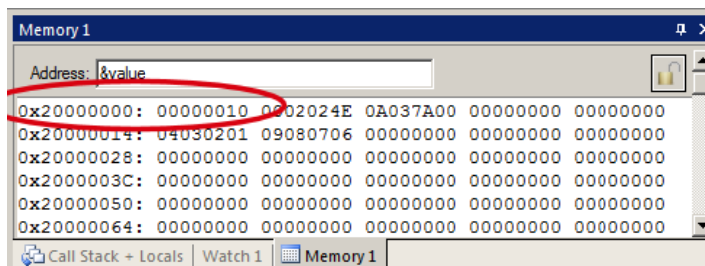 Memory 1
Address: &value
0x20000000: 00000010 0002024E 0A037A00 00000000 00000000
0x20000014: 04030201 09080706 00000000 00000000 00000000
0x20000028: 00000000 00000000 00000000 00000000 00000000
0x2000003C: 00000000 00000000 00000000 00000000 00000000
0x20000050: 00000000 00000000 00000000 00000000 00000000
0x20000064: 00000000 00000000 00000000 00000000 00000000
Call Stack + Locals Watch 1 Memory 1